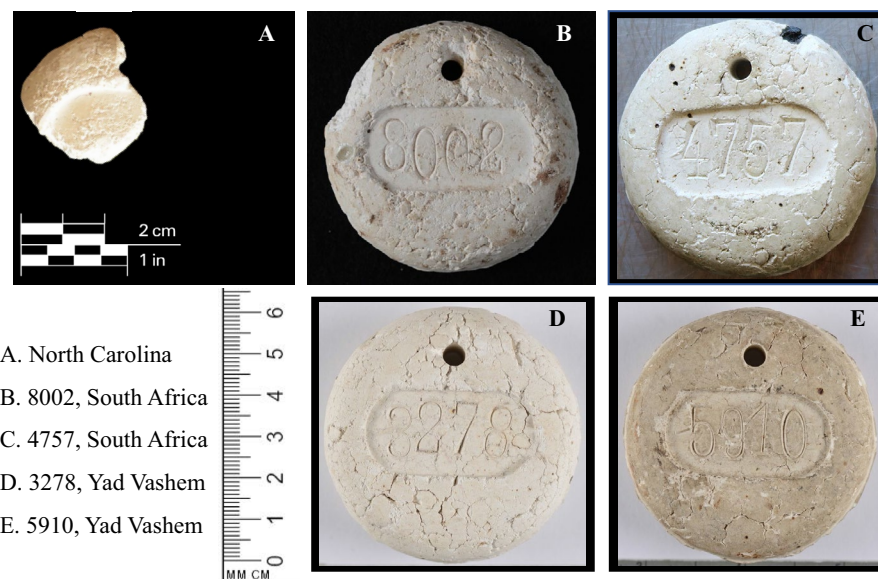 A
B
C
8002
4757
2 cm
1 in
D
E
3278
5910
A. North Carolina
B. 8002, South Africa
C. 4757, South Africa
D. 3278, Yad Vashem
E. 5910, Yad Vashem
6
5
4
3
2
1
0
MM CM